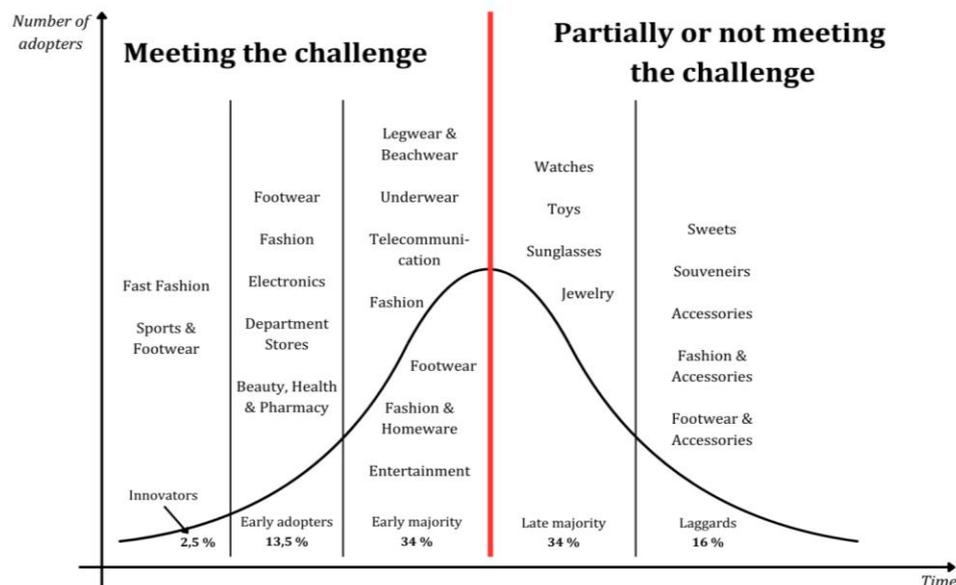 Number of
adopters
Meeting the challenge
Partially or not meeting
the challenge
Fast Fashion
Sports &
Footwear
Innovators
2,5 %
Footwear
Fashion
Electronics
Department
Stores
Beauty, Health
& Pharmacy
Early adopters
13,5 %
Legwear &
Beachwear
Underwear
Telecommuni-
cation
Fashion
Footwear
Fashion &
Homeware
Entertainment
Early majority
34 %
Watches
Toys
Sunglasses
Jewelry
Late majority
34 %
Sweets
Souveneirs
Accessories
Fashion &
Accessories
Footwear &
Accessories
Laggards
16 %
Time